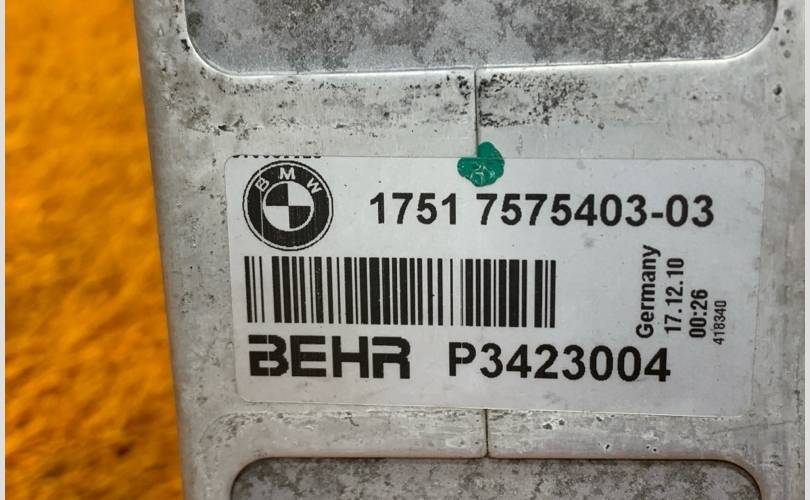 BMW
1751 7575403-03
BEHR P3423004
Germany
17.12.10
00:26
418340